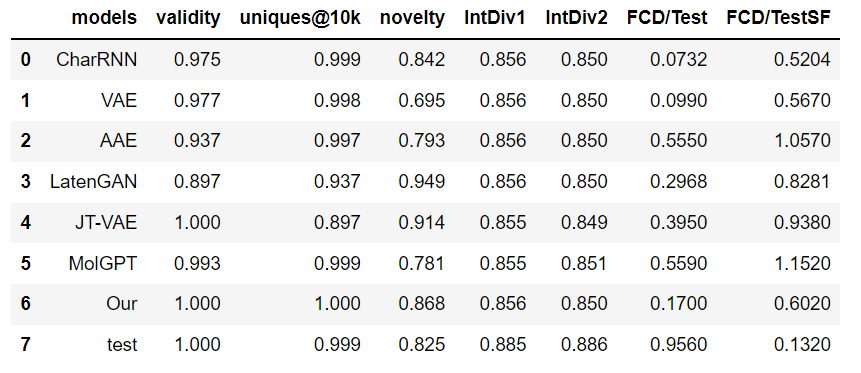 models validity uniques@10k novelty IntDiv1 IntDiv2 FCD/Test FCD/TestSF
0 CharRNN 0.975 0.999 0.842 0.856 0.850 0.0732 0.5204
1 VAE 0.977 0.998 0.695 0.856 0.850 0.0990 0.5670
2 AAE 0.937 0.997 0.793 0.856 0.850 0.5550 1.0570
3 LatenGAN 0.897 0.937 0.949 0.856 0.850 0.2968 0.8281
4 JT-VAE 1.000 0.897 0.914 0.855 0.849 0.3950 0.9380
5 MolGPT 0.993 0.999 0.781 0.855 0.851 0.5590 1.1520
6 Our 1.000 1.000 0.868 0.856 0.850 0.1700 0.6020
7 test 1.000 0.999 0.825 0.885 0.886 0.9560 0.1320